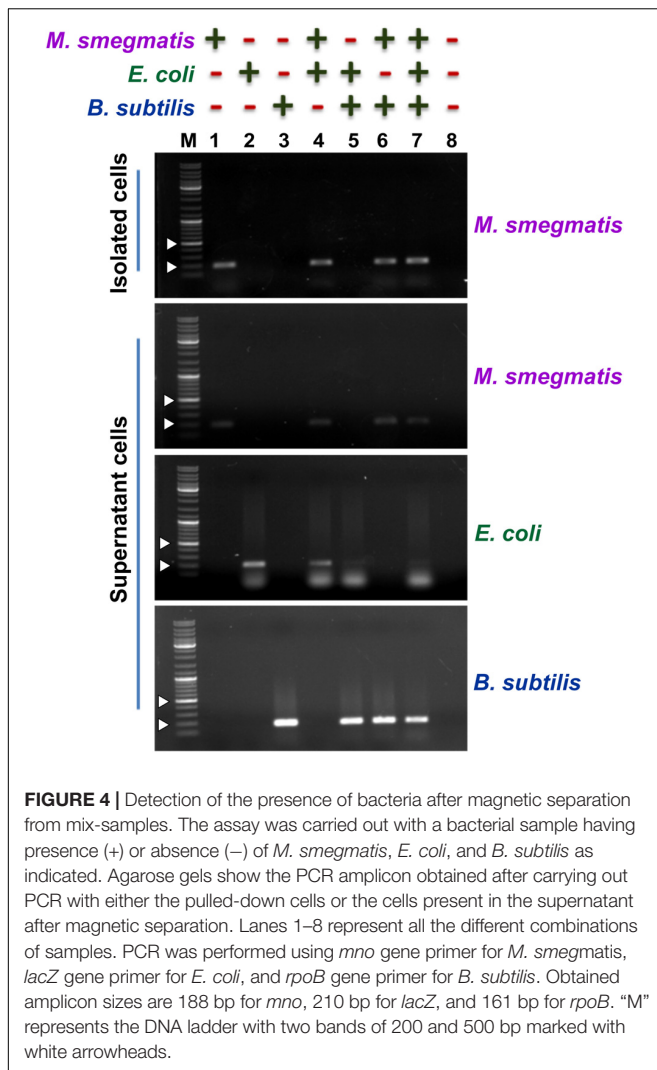 M. smegmatis + - - + - + + -
E. coli - + - + + - + -
B. subtilis - - + - + + + -
M 1 2 3 4 5 6 7 8
Isolated cells
M. smegmatis
Supernatant cells
M. smegmatis
E. coli
B. subtilis
FIGURE 4 | Detection of the presence of bacteria after magnetic separation
from mix-samples. The assay was carried out with a bacterial sample having
presence (+) or absence (−) of M. smegmatis, E. coli, and B. subtilis as
indicated. Agarose gels show the PCR amplicon obtained after carrying out
PCR with either the pulled-down cells or the cells present in the supernatant
after magnetic separation. Lanes 1–8 represent all the different combinations
of samples. PCR was performed using mno gene primer for M. smegmatis,
lacZ gene primer for E. coli, and rpoB gene primer for B. subtilis. Obtained
amplicon sizes are 188 bp for mno, 210 bp for lacZ, and 161 bp for rpoB. “M”
represents the DNA ladder with two bands of 200 and 500 bp marked with
white arrowheads.